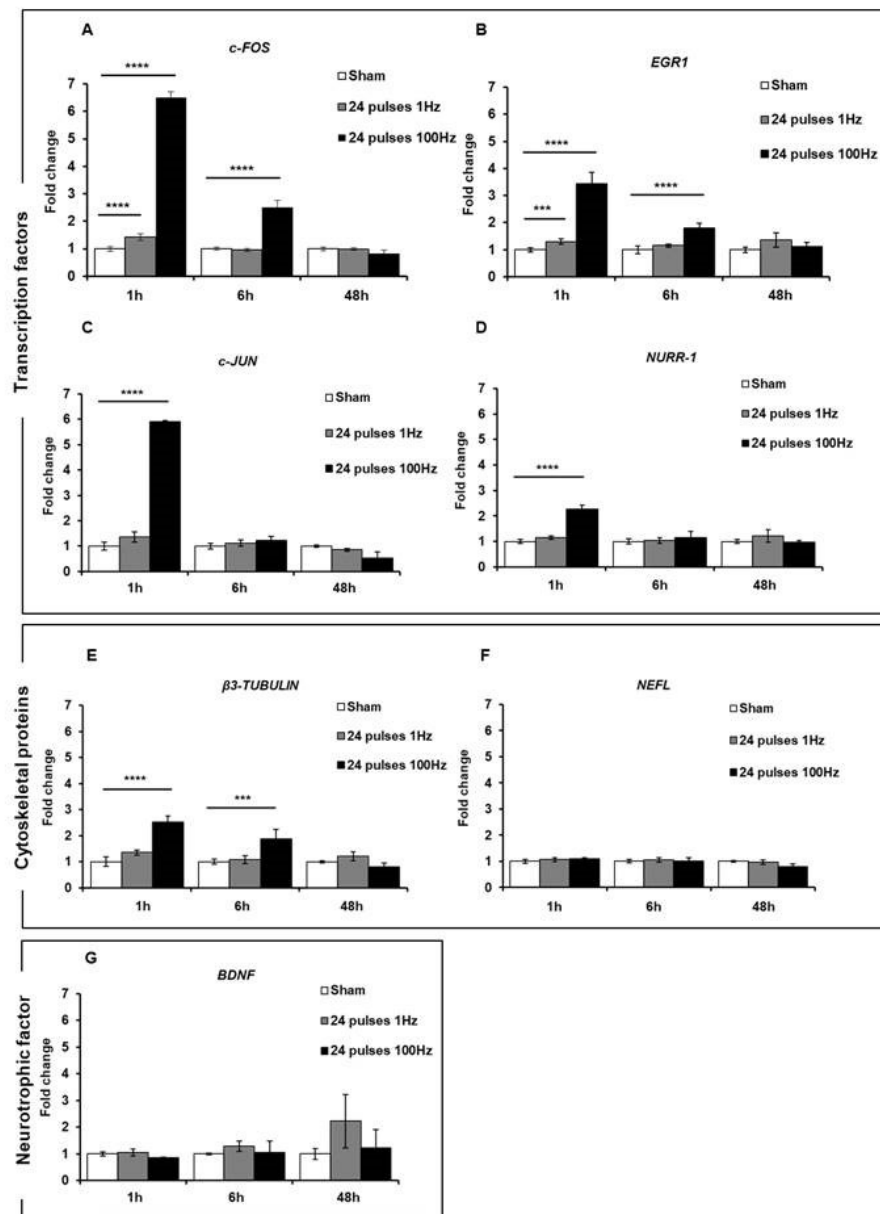 Transcription factors
A
c-FOS
Fold change
7
6
5
4
3
2
1
0
****
****
****
Sham
24 pulses 1Hz
24 pulses 100Hz
1h 6h 48h
B
EGR1
Fold change
7
6
5
4
3
2
1
0
****
***
****
Sham
24 pulses 1Hz
24 pulses 100Hz
1h 6h 48h
C
c-JUN
Fold change
7
6
5
4
3
2
1
0
****
Sham
24 pulses 1Hz
24 pulses 100Hz
1h 6h 48h
D
NURR-1
Fold change
7
6
5
4
3
2
1
0
****
Sham
24 pulses 1Hz
24 pulses 100Hz
1h 6h 48h
Cytoskeletal proteins
E
β3-TUBULIN
Fold change
7
6
5
4
3
2
1
0
****
***
Sham
24 pulses 1Hz
24 pulses 100Hz
1h 6h 48h
F
NEFL
Fold change
7
6
5
4
3
2
1
0
Sham
24 pulses 1Hz
24 pulses 100Hz
1h 6h 48h
Neurotrophic factor
G
BDNF
Fold change
7
6
5
4
3
2
1
0
Sham
24 pulses 1Hz
24 pulses 100Hz
1h 6h 48h